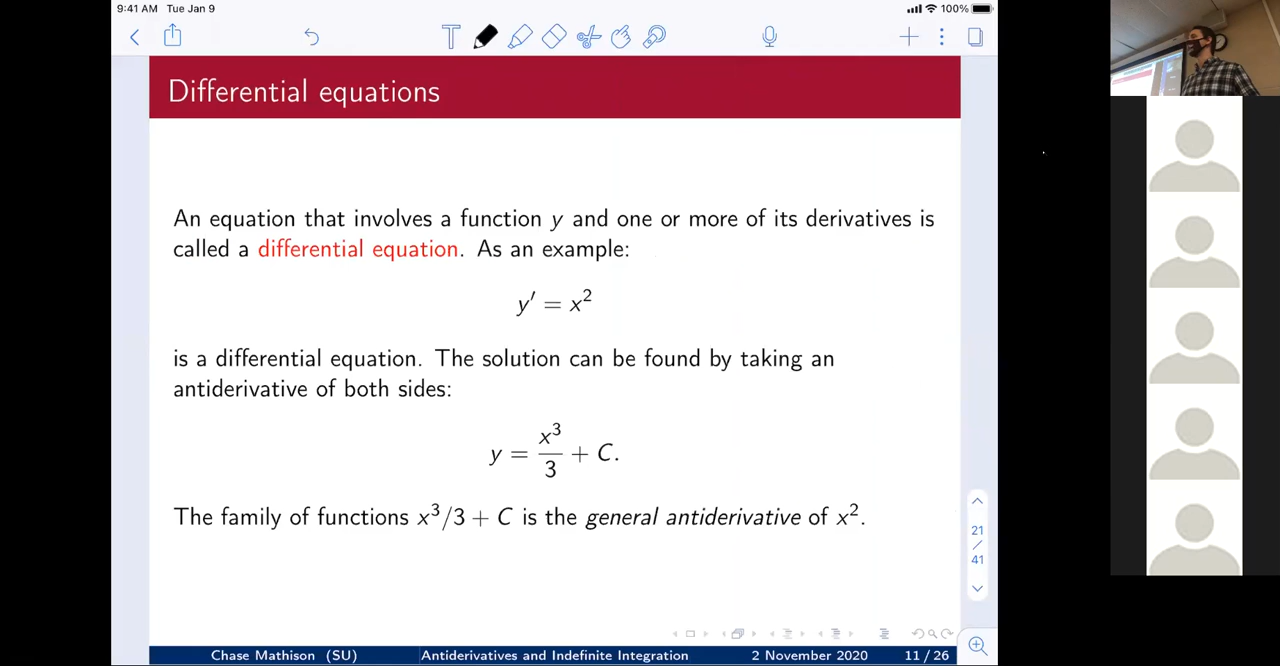 9:41 AM Tue Jan 9
100%
Differential equations
An equation that involves a function y and one or more of its derivatives is
called a differential equation. As an example:
y′ = x²
is a differential equation. The solution can be found by taking an
antiderivative of both sides:
y = x³/3 + C.
The family of functions x³/3 + C is the general antiderivative of x².
21
/
41
Chase Mathison (SU) Antiderivatives and Indefinite Integration 2 November 2020 11 / 26